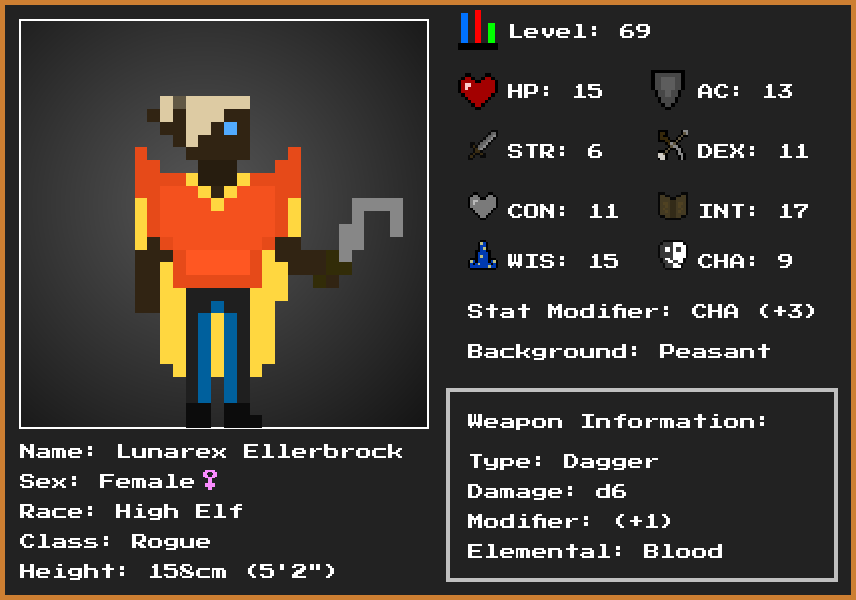 Level: 69
HP: 15 AC: 13
STR: 6 DEX: 11
CON: 11 INT: 17
WIS: 15 CHA: 9
Stat Modifier: CHA (+3)
Background: Peasant
Weapon Information:
Type: Dagger
Damage: d6
Modifier: (+1)
Elemental: Blood
Name: Lunarex Ellerbrock
Sex: Female♀
Race: High Elf
Class: Rogue
Height: 158cm (5'2")